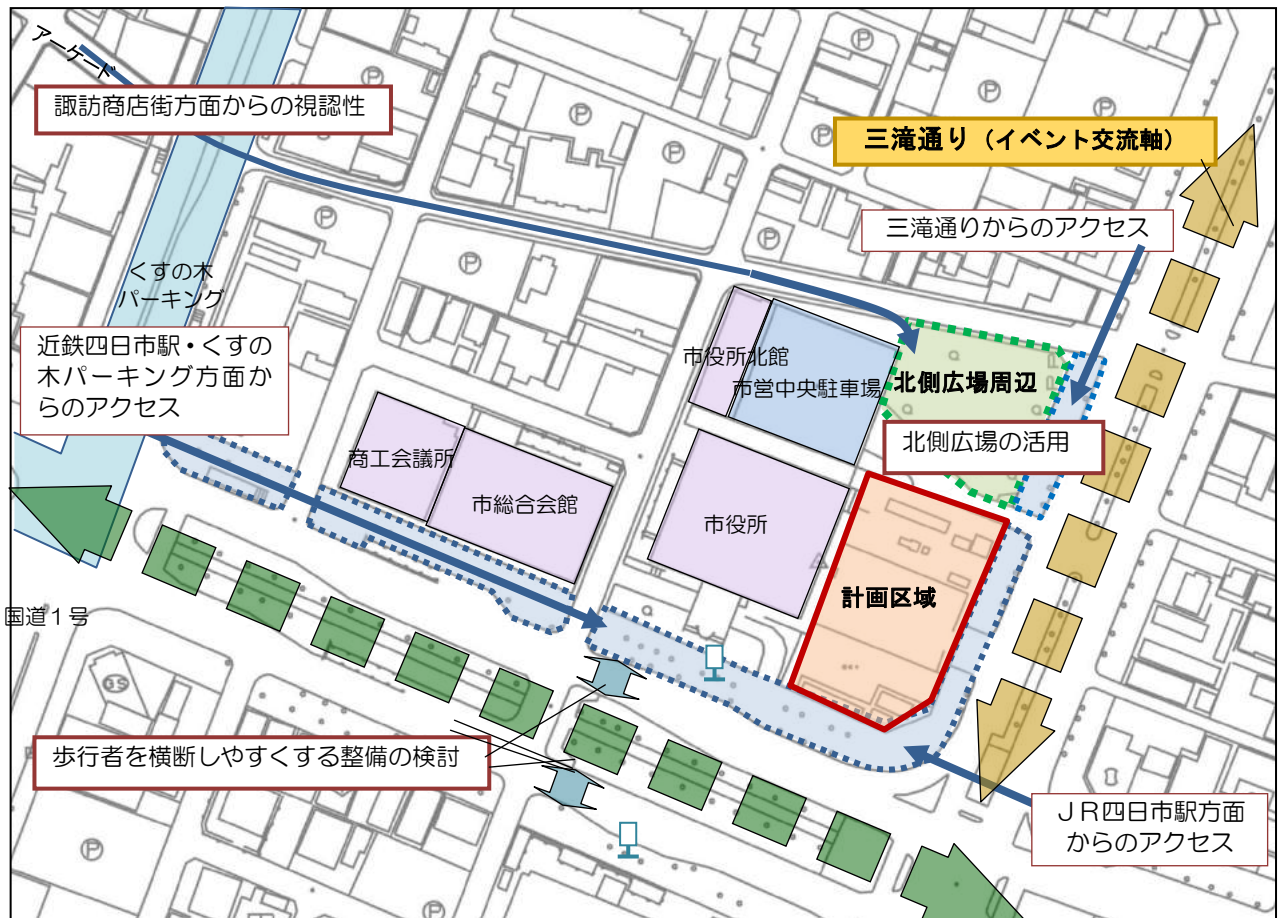 アーケード
諏訪商店街方面からの視認性
三滝通り（イベント交流軸）
三滝通りからのアクセス
くすの木
パーキング
近鉄四日市駅・くすの
木パーキング方面か
らのアクセス
市役所北館
市営中央駐車場
北側広場周辺
北側広場の活用
商工会議所
市総合会館
市役所
計画区域
国道１号
歩行者を横断しやすくする整備の検討
ＪＲ四日市駅方面
からのアクセス
P
P
P
P
P
P
P
P
P
GS